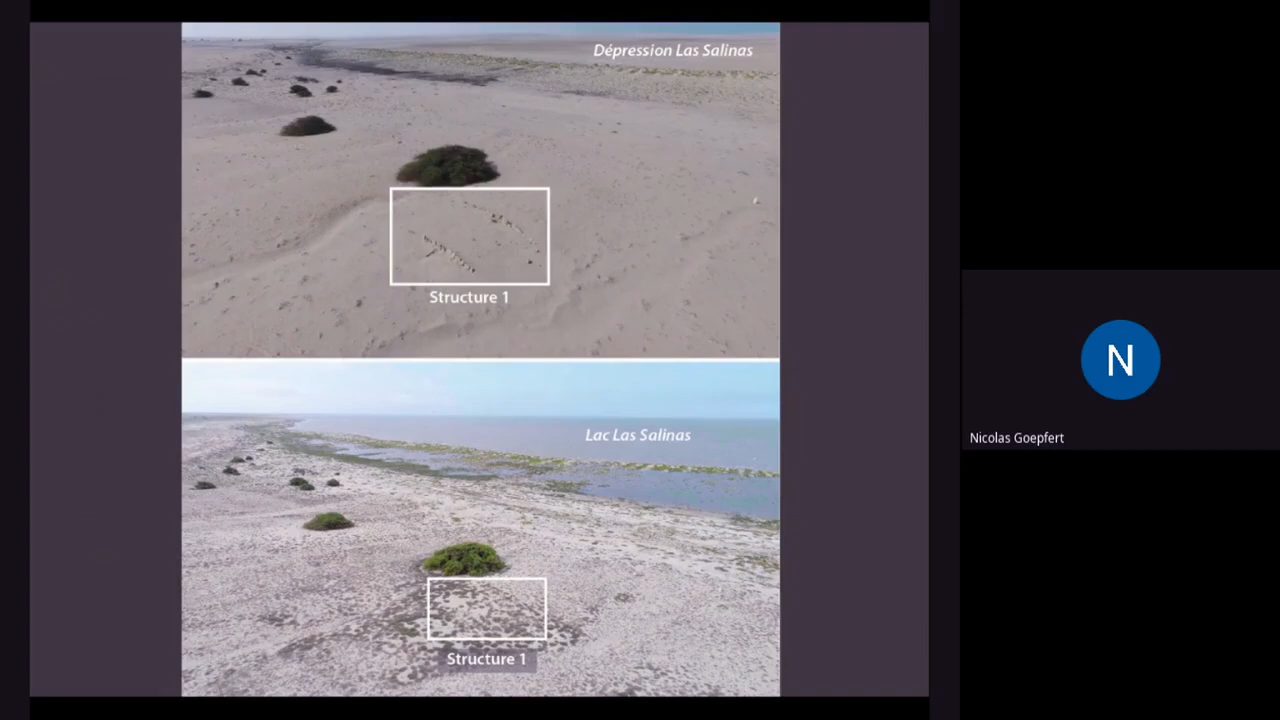 Dépression Las Salinas
Structure 1
Lac Las Salinas
Structure 1
N
Nicolas Goepfert